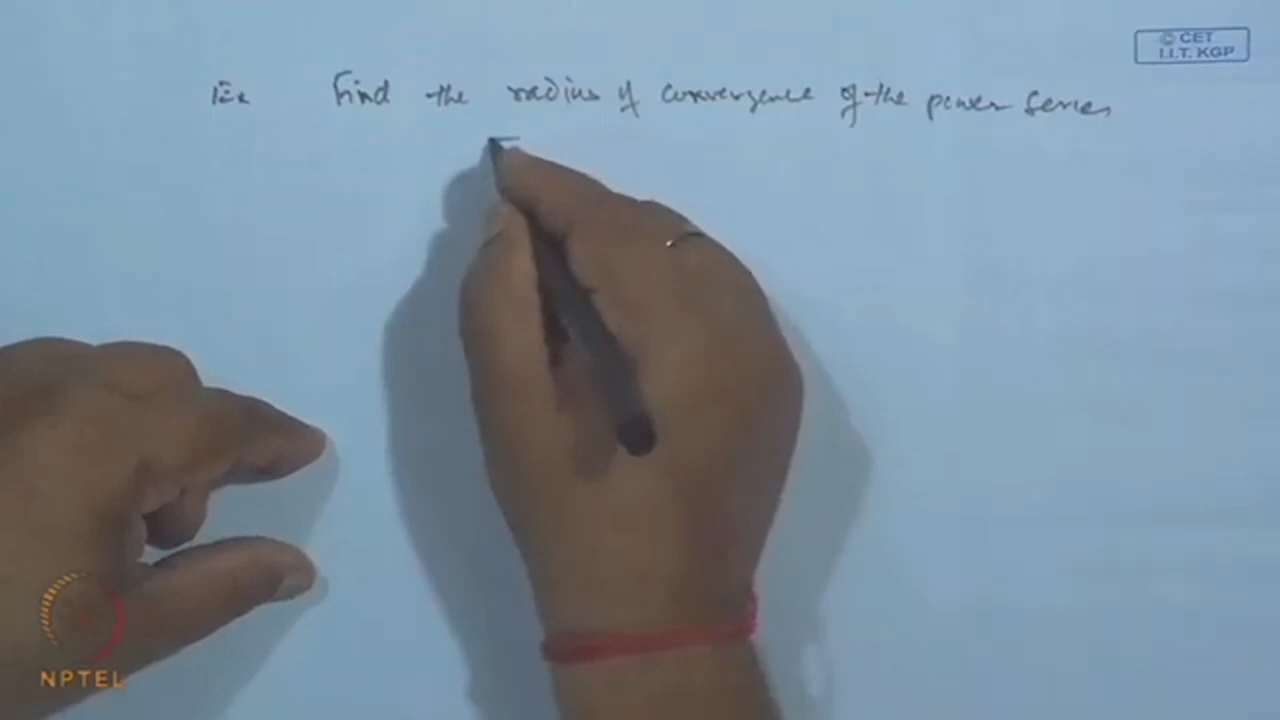 © CET
I.I.T. KGP
Ex Find the radius of convergence of the power series
NPTEL